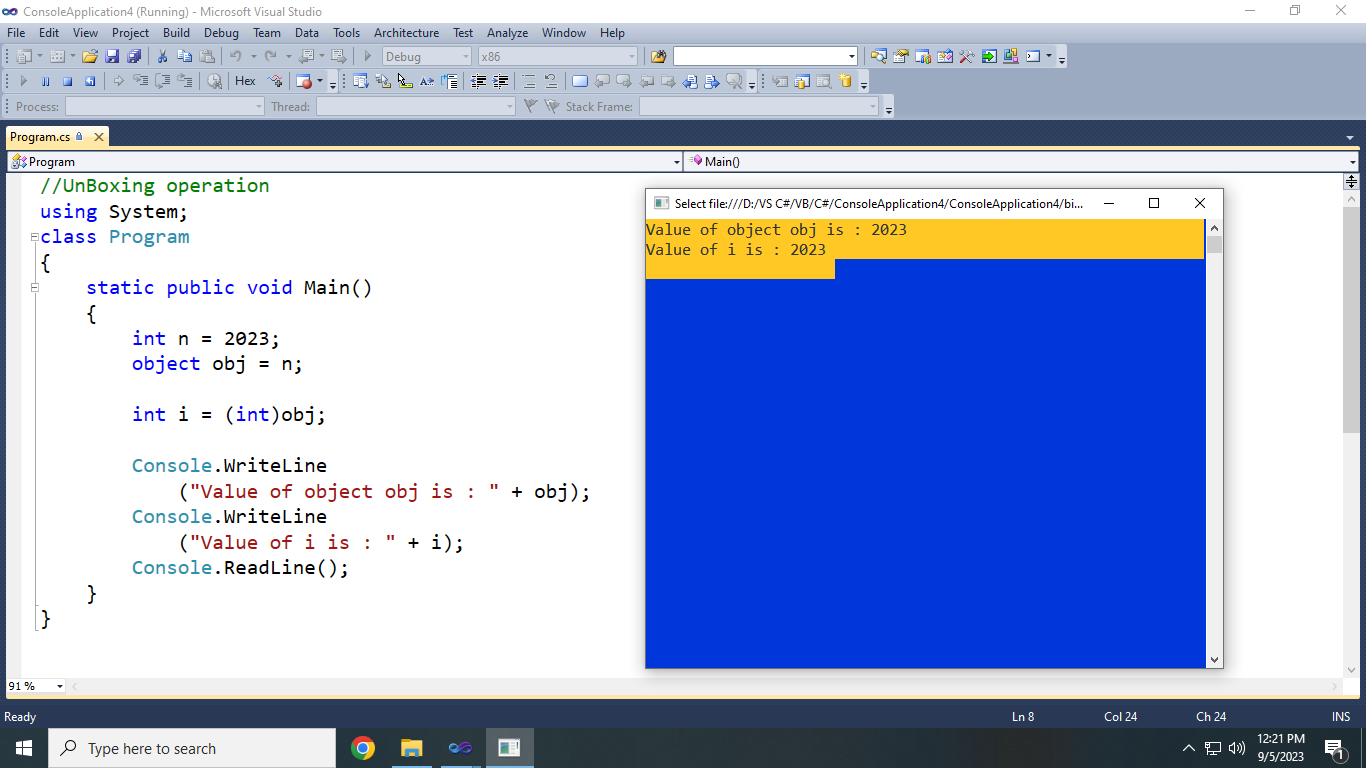 ConsoleApplication4 (Running) - Microsoft Visual Studio
File Edit View Project Build Debug Team Data Tools Architecture Test Analyze Window Help
Debug x86
Hex
Process: Thread: Stack Frame:
Program.cs
Program Main()
//UnBoxing operation
using System;
class Program
{
static public void Main()
{
int n = 2023;
object obj = n;
int i = (int)obj;
Console.WriteLine
("Value of object obj is : " + obj);
Console.WriteLine
("Value of i is : " + i);
Console.ReadLine();
}
}
Select file:///D:/VS C#/VB/C#/ConsoleApplication4/ConsoleApplication4/bi...
Value of object obj is : 2023
Value of i is : 2023
91 %
Ready Ln 8 Col 24 Ch 24 INS
Type here to search
12:21 PM
9/5/2023
1